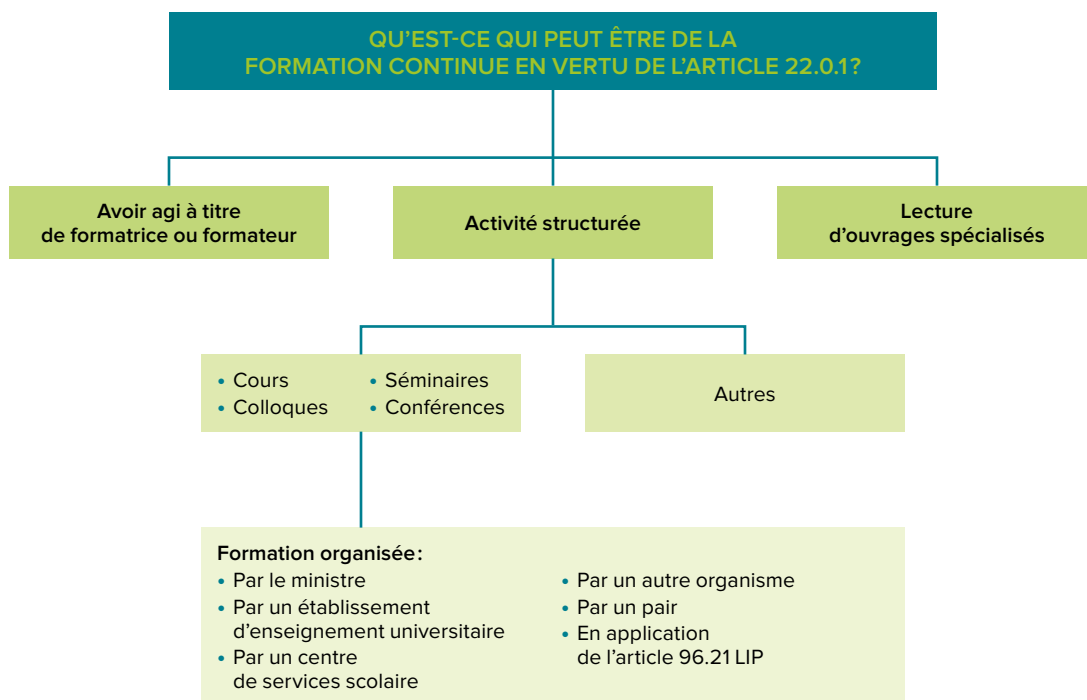 QU’EST-CE QUI PEUT ÊTRE DE LA
FORMATION CONTINUE EN VERTU DE L’ARTICLE 22.0.1?
Avoir agi à titre
de formatrice ou formateur
Activité structurée
Lecture
d’ouvrages spécialisés
• Cours
• Colloques
• Séminaires
• Conférences
Autres
Formation organisée :
• Par le ministre
• Par un établissement
d’enseignement universitaire
• Par un centre
de services scolaire
• Par un autre organisme
• Par un pair
• En application
de l’article 96.21 LIP